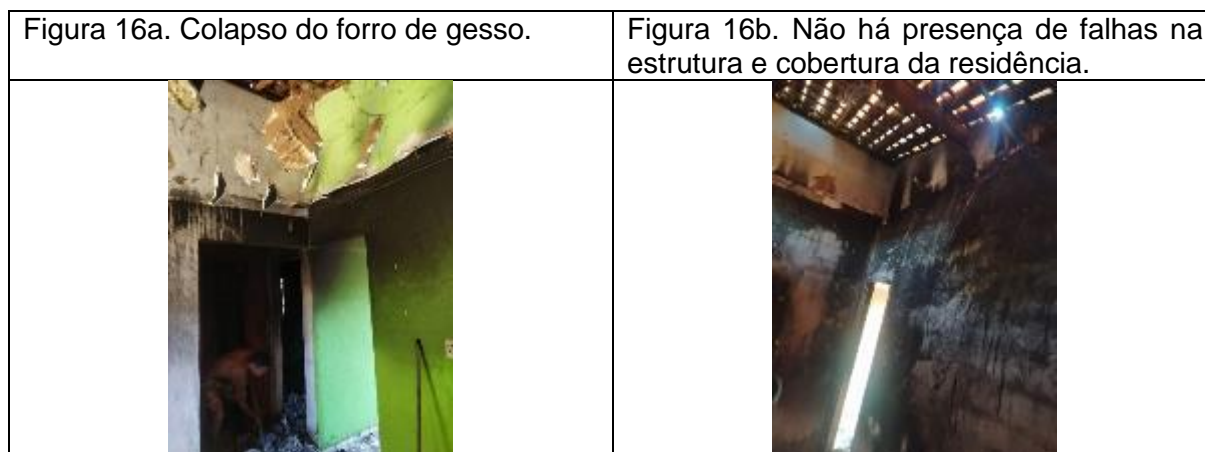 Figura 16a. Colapso do forro de gesso.
Figura 16b. Não há presença de falhas na
estrutura e cobertura da residência.